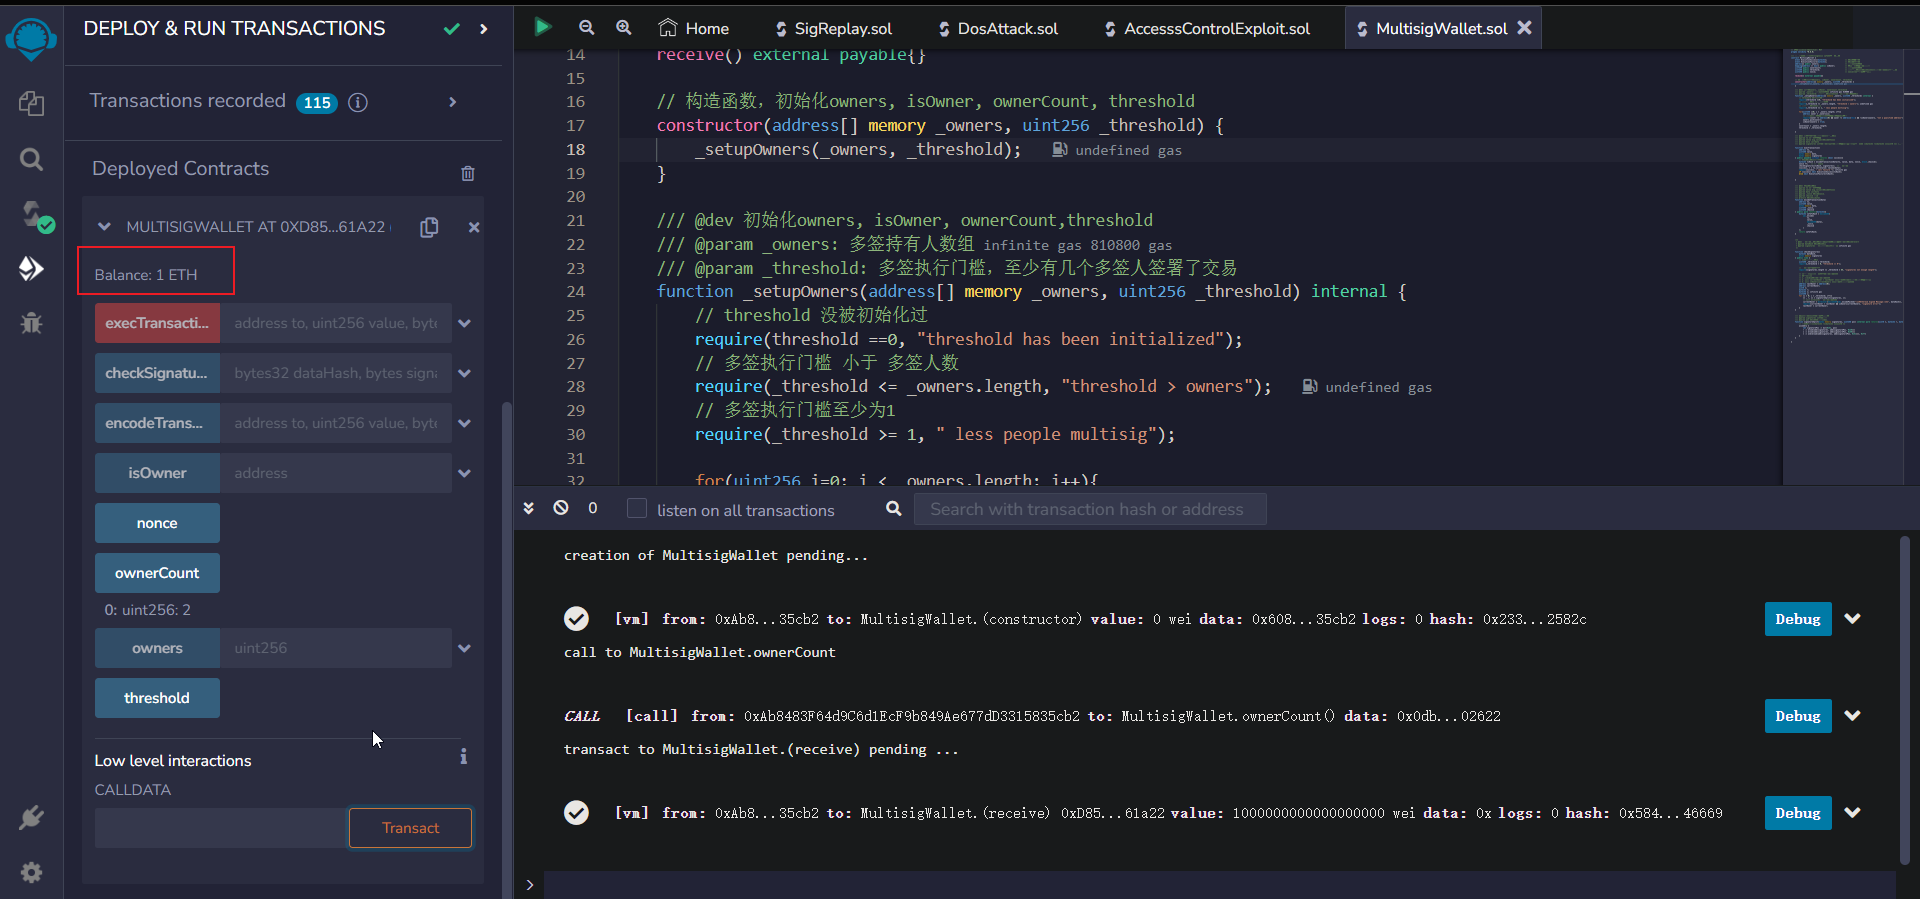 DEPLOY & RUN TRANSACTIONS
Transactions recorded 115
Deployed Contracts
MULTISIGWALLET AT 0XD85...61A22
Balance: 1 ETH
execTransacti... address to, uint256 value, byte
checkSignatu... bytes32 dataHash, bytes signa
encodeTrans... address to, uint256 value, byte
isOwner address
nonce
ownerCount
0: uint256: 2
owners uint256
threshold
Low level interactions
CALLDATA
Transact
Home SigReplay.sol DosAttack.sol AccesssControlExploit.sol MultisigWallet.sol
14 receive() external payable{}
15
16 // 构造函数，初始化owners, isOwner, ownerCount, threshold
17 constructor(address[] memory _owners, uint256 _threshold) {
18 _setupOwners(_owners, _threshold); undefined gas
19 }
20
21 /// @dev 初始化owners, isOwner, ownerCount,threshold
22 /// @param _owners: 多签持有人数组 infinite gas 810800 gas
23 /// @param _threshold: 多签执行门槛，至少有几个多签人签署了交易
24 function _setupOwners(address[] memory _owners, uint256 _threshold) internal {
25 // threshold 没被初始化过
26 require(threshold ==0, "threshold has been initialized");
27 // 多签执行门槛 小于 多签人数
28 require(_threshold <= _owners.length, "threshold > owners"); undefined gas
29 // 多签执行门槛至少为1
30 require(_threshold >= 1, " less people multisig");
31
32 for(uint256 i=0; i < _owners.length; i++){
0 listen on all transactions Search with transaction hash or address
creation of MultisigWallet pending...
[vm] from: 0xAb8...35cb2 to: MultisigWallet.(constructor) value: 0 wei data: 0x608...35cb2 logs: 0 hash: 0x233...2582c Debug
call to MultisigWallet.ownerCount
CALL [call] from: 0xAb8483F64d9C6d1EcF9b849Ae677dD3315835cb2 to: MultisigWallet.ownerCount() data: 0x0db...02622 Debug
transact to MultisigWallet.(receive) pending ...
[vm] from: 0xAb8...35cb2 to: MultisigWallet.(receive) 0xD85...61a22 value: 1000000000000000000 wei data: 0x logs: 0 hash: 0x584...46669 Debug
>